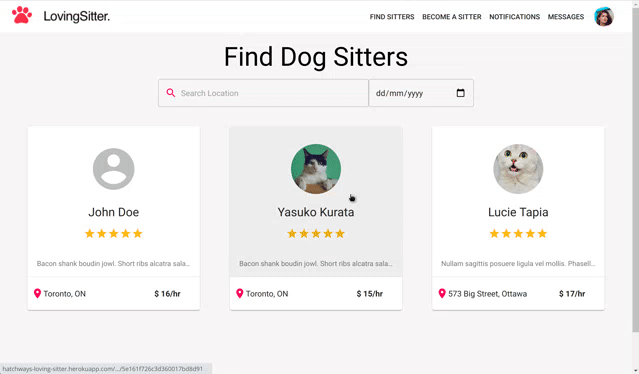 LovingSitter.
FIND SITTERS BECOME A SITTER NOTIFICATIONS MESSAGES
Find Dog Sitters
Search Location
dd/mm/yyyy
John Doe
Bacon shank boudin jowl. Short ribs alcatra sala...
Toronto, ON
$ 16/hr
Yasuko Kurata
Bacon shank boudin jowl. Short ribs alcatra sala...
Toronto, ON
$ 15/hr
Lucie Tapia
Nullam sagittis posuere ligula vel mollis. Phaseli...
573 Big Street, Ottawa
$ 17/hr
hatchways-loving-sitter.herokuapp.com/.../5e161f726c3d360017bd8d91